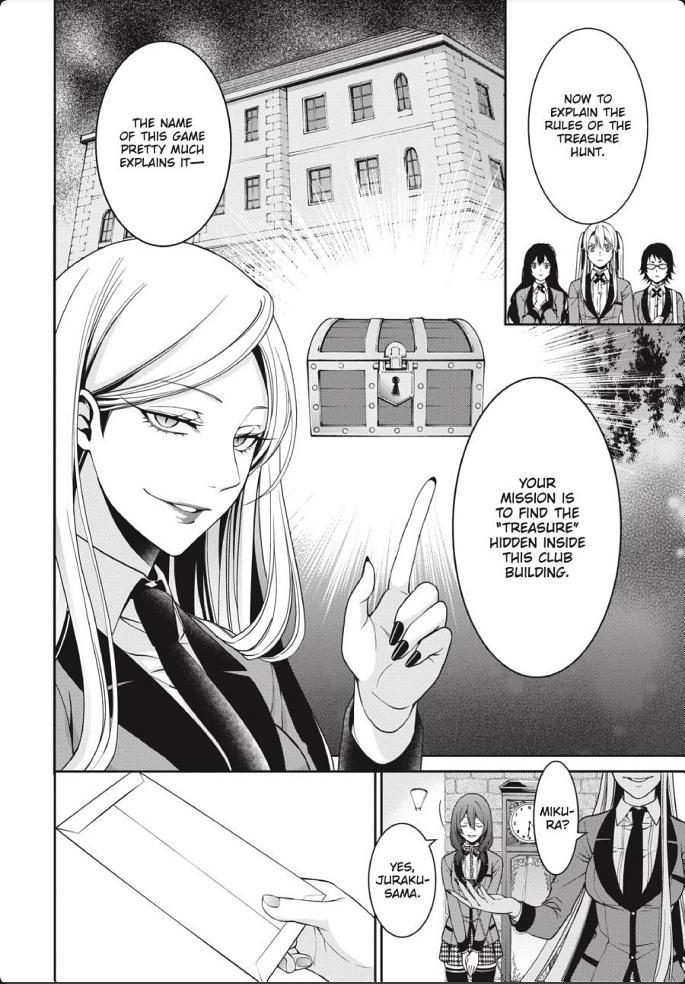 NOW TO
EXPLAIN THE
RULES OF THE
TREASURE
HUNT.
THE NAME
OF THIS GAME
PRETTY MUCH
EXPLAINS IT—
YOUR
MISSION IS
TO FIND THE
"TREASURE"
HIDDEN INSIDE
THIS CLUB
BUILDING.
MIKU-
RA?
YES,
JURAKU-
SAMA.